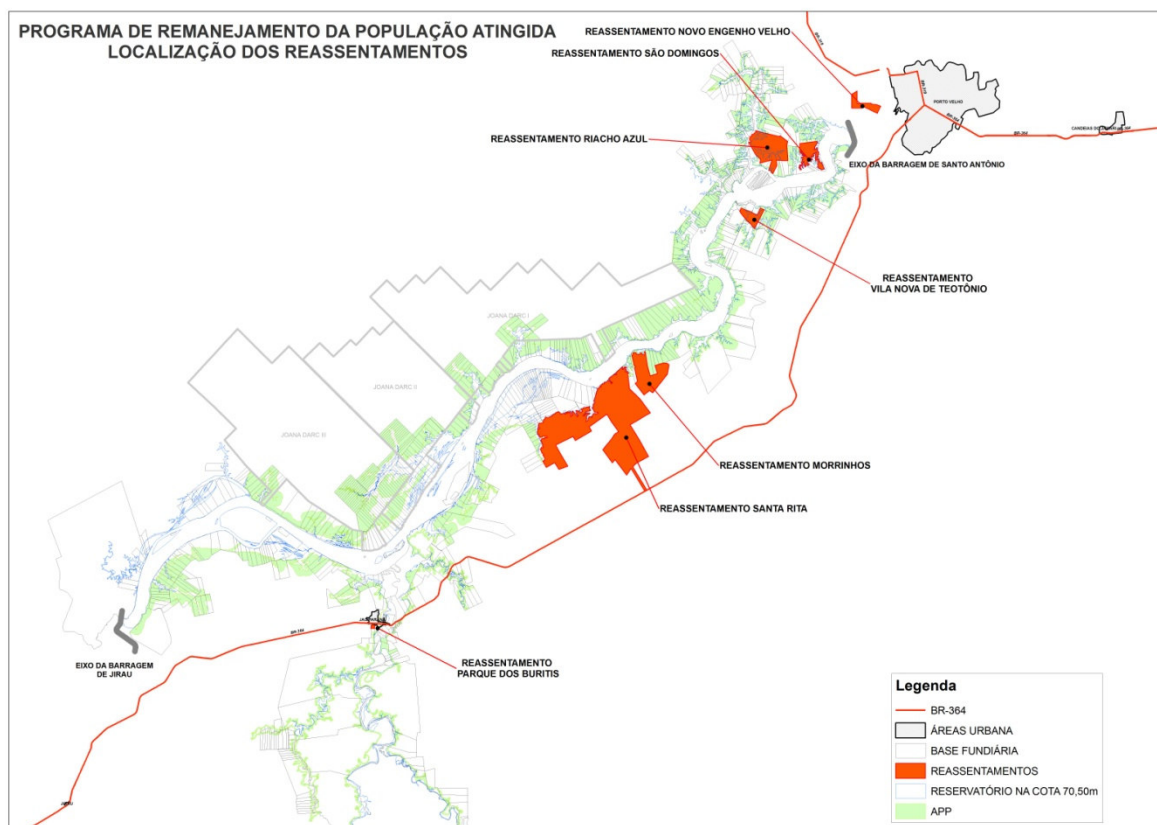 PROGRAMA DE REMANEJAMENTO DA POPULAÇÃO ATINGIDA
LOCALIZAÇÃO DOS REASSENTAMENTOS
REASSENTAMENTO NOVO ENGENHO VELHO
REASSENTAMENTO SÃO DOMINGOS
REASSENTAMENTO RIACHO AZUL
PORTO VELHO
BR-364
EIXO DA BARRAGEM DE SANTO ANTÔNIO
REASSENTAMENTO
VILA NOVA DE TEOTÔNIO
JOANA DARC I
JOANA DARC II
JOANA DARC III
REASSENTAMENTO MORRINHOS
REASSENTAMENTO SANTA RITA
EIXO DA BARRAGEM
DE JIRAU
BR-364
REASSENTAMENTO
PARQUE DOS BURITIS
Legenda
BR-364
ÁREAS URBANA
BASE FUNDIÁRIA
REASSENTAMENTOS
RESERVATÓRIO NA COTA 70,50m
APP